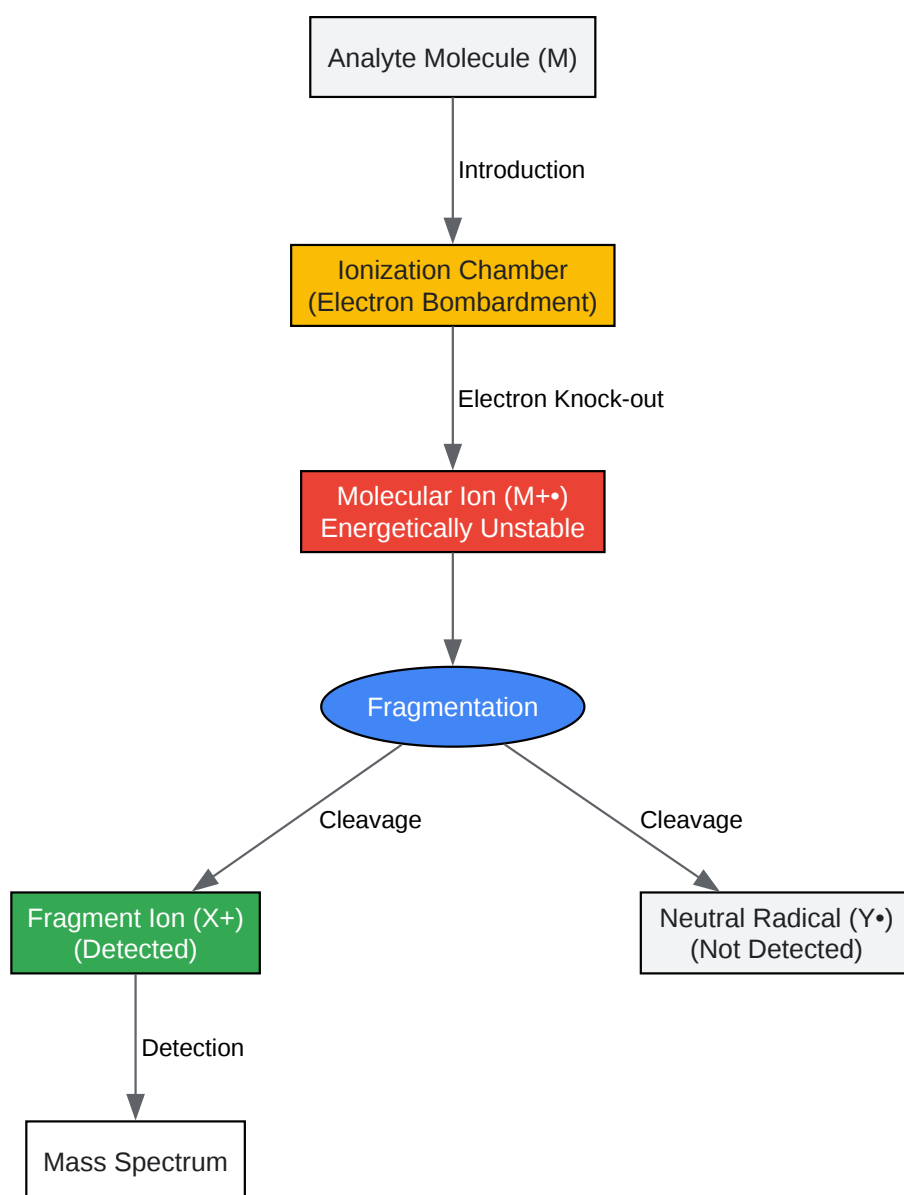 Analyte Molecule (M)
Introduction
Ionization Chamber
(Electron Bombardment)
Electron Knock-out
Molecular Ion (M+•)
Energetically Unstable
Fragmentation
Cleavage
Cleavage
Fragment Ion (X+)
(Detected)
Neutral Radical (Y•)
(Not Detected)
Detection
Mass Spectrum